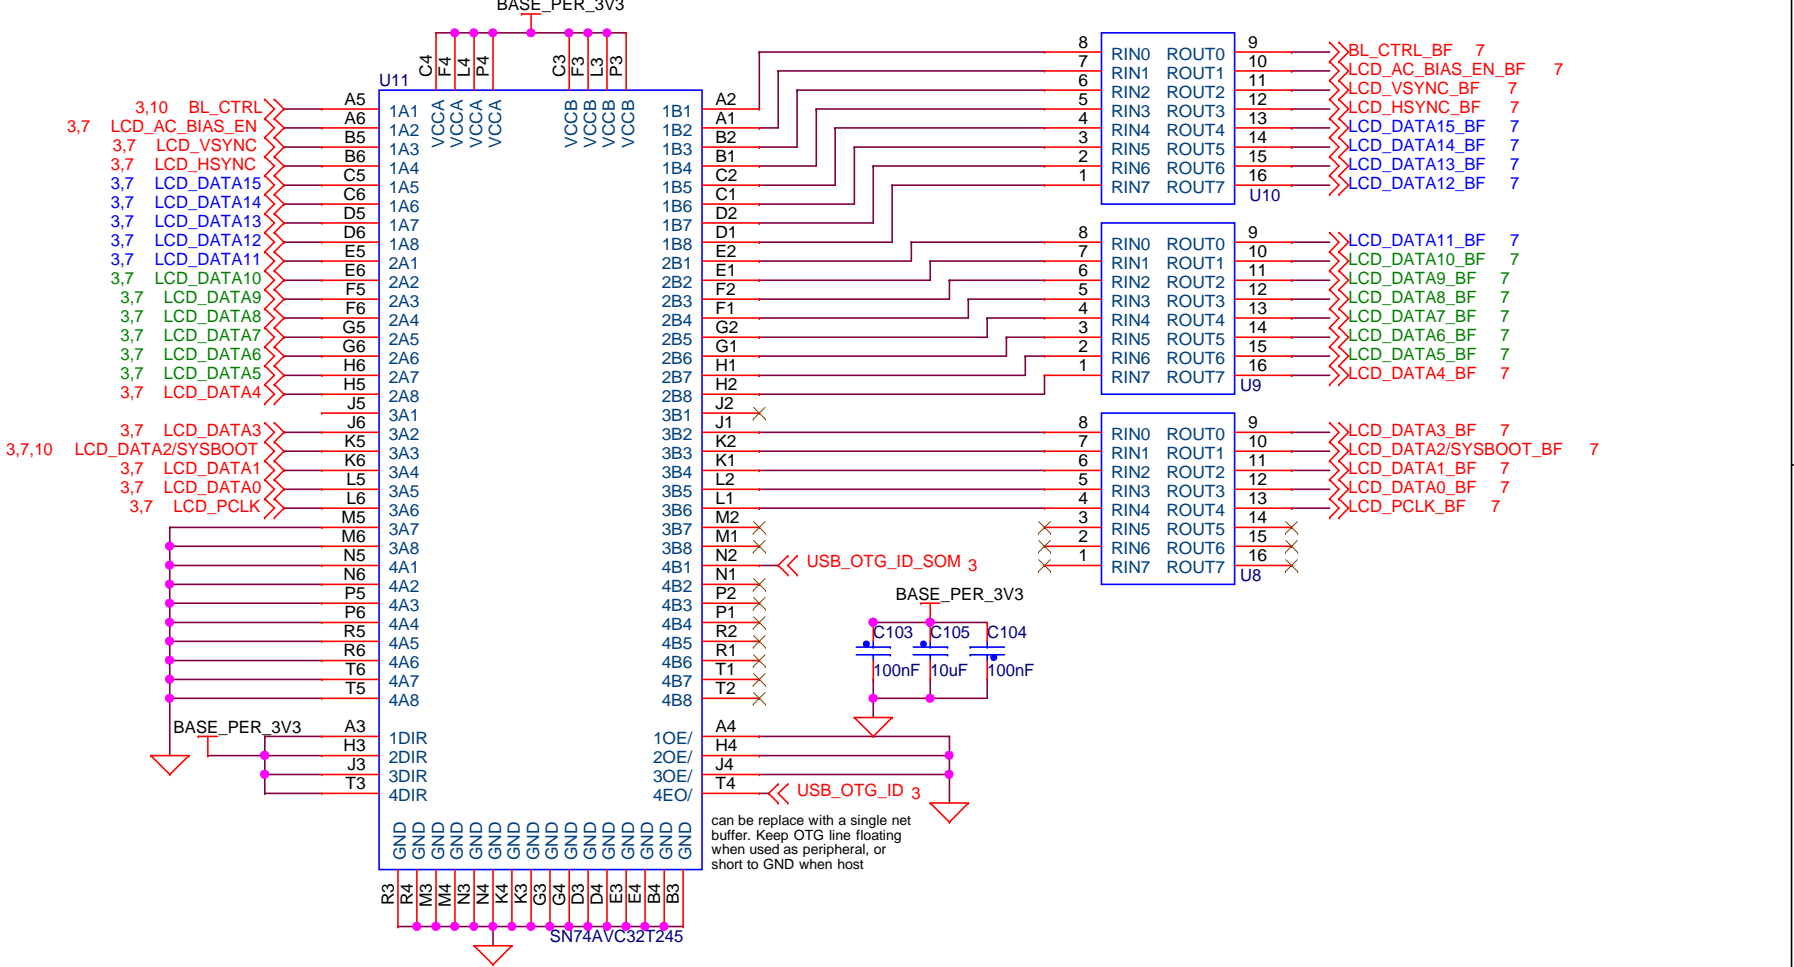 BASE_PER_3V3
C4 F4 L4 P4 C3 F3 L3 P3
U11
VCCA VCCA VCCA VCCA VCCB VCCB VCCB VCCB
3,10 BL_CTRL A5 1A1 1B1 A2
3,7 LCD_AC_BIAS_EN A6 1A2 1B2 A1
3,7 LCD_VSYNC B5 1A3 1B3 B2
3,7 LCD_HSYNC B6 1A4 1B4 B1
3,7 LCD_DATA15 C5 1A5 1B5 C2
3,7 LCD_DATA14 C6 1A6 1B6 C1
3,7 LCD_DATA13 D5 1A7 1B7 D2
3,7 LCD_DATA12 D6 1A8 1B8 D1
3,7 LCD_DATA11 E5 2A1 2B1 E2
3,7 LCD_DATA10 E6 2A2 2B2 E1
3,7 LCD_DATA9 F5 2A3 2B3 F2
3,7 LCD_DATA8 F6 2A4 2B4 F1
3,7 LCD_DATA7 G5 2A5 2B5 G2
3,7 LCD_DATA6 G6 2A6 2B6 G1
3,7 LCD_DATA5 H6 2A7 2B7 H1
3,7 LCD_DATA4 H5 2A8 2B8 H2
J5 3A1 3B1 J2
3,7 LCD_DATA3 J6 3A2 3B2 J1
3,7,10 LCD_DATA2/SYSBOOT K5 3A3 3B3 K2
3,7 LCD_DATA1 K6 3A4 3B4 K1
3,7 LCD_DATA0 L5 3A5 3B5 L2
3,7 LCD_PCLK L6 3A6 3B6 L1
M5 3A7 3B7 M2
M6 3A8 3B8 M1
N5 4A1 4B1 N2 USB_OTG_ID_SOM 3
N6 4A2 4B2 N1
P5 4A3 4B3 P2
P6 4A4 4B4 P1
R5 4A5 4B5 R2
R6 4A6 4B6 R1
T6 4A7 4B7 T1
T5 4A8 4B8 T2
BASE_PER_3V3
A3 1DIR 1OE/ A4
H3 2DIR 2OE/ H4
J3 3DIR 3OE/ J4
T3 4DIR 4EO/ T4 USB_OTG_ID 3
can be replace with a single net
buffer. Keep OTG line floating
when used as peripheral, or
short to GND when host
GND GND GND GND GND GND GND GND GND GND GND GND GND GND GND GND
R3 R4 M3 M4 N3 N4 K4 K3 G3 G4 D3 D4 E3 E4 B4 B3
SN74AVC32T245
8 RIN0 ROUT0 9 BL_CTRL_BF 7
7 RIN1 ROUT1 10 LCD_AC_BIAS_EN_BF 7
6 RIN2 ROUT2 11 LCD_VSYNC_BF 7
5 RIN3 ROUT3 12 LCD_HSYNC_BF 7
4 RIN4 ROUT4 13 LCD_DATA15_BF 7
3 RIN5 ROUT5 14 LCD_DATA14_BF 7
2 RIN6 ROUT6 15 LCD_DATA13_BF 7
1 RIN7 ROUT7 16 LCD_DATA12_BF 7
U10
8 RIN0 ROUT0 9 LCD_DATA11_BF 7
7 RIN1 ROUT1 10 LCD_DATA10_BF 7
6 RIN2 ROUT2 11 LCD_DATA9_BF 7
5 RIN3 ROUT3 12 LCD_DATA8_BF 7
4 RIN4 ROUT4 13 LCD_DATA7_BF 7
3 RIN5 ROUT5 14 LCD_DATA6_BF 7
2 RIN6 ROUT6 15 LCD_DATA5_BF 7
1 RIN7 ROUT7 16 LCD_DATA4_BF 7
U9
8 RIN0 ROUT0 9 LCD_DATA3_BF 7
7 RIN1 ROUT1 10 LCD_DATA2/SYSBOOT_BF 7
6 RIN2 ROUT2 11 LCD_DATA1_BF 7
5 RIN3 ROUT3 12 LCD_DATA0_BF 7
4 RIN4 ROUT4 13 LCD_PCLK_BF 7
3 RIN5 ROUT5 14
2 RIN6 ROUT6 15
1 RIN7 ROUT7 16
U8
BASE_PER_3V3
C103 C105 C104
100nF 10uF 100nF